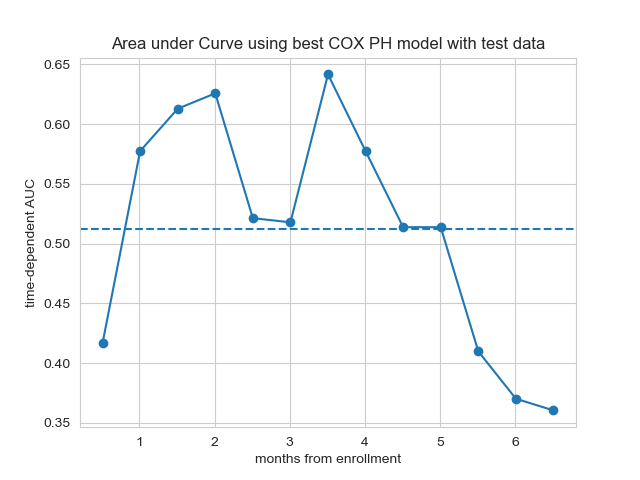 Area under Curve using best COX PH model with test data
time-dependent AUC
0.65
0.60
0.55
0.50
0.45
0.40
0.35
1 2 3 4 5 6
months from enrollment